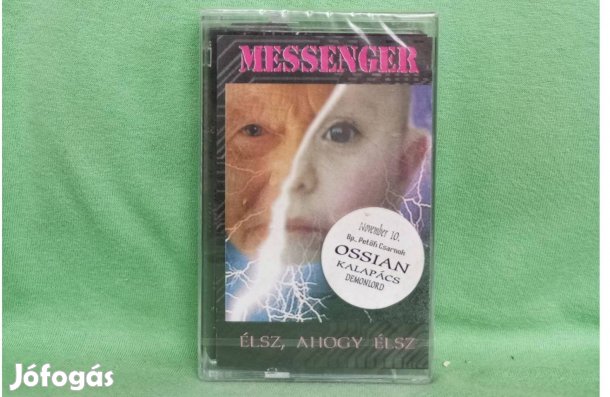 MESSENGER
November 10.
Bp., Petőfi Csarnok
OSSIAN
KALAPÁCS
DEMONLORD
ÉLSZ, AHOGY ÉLSZ
Jófogás